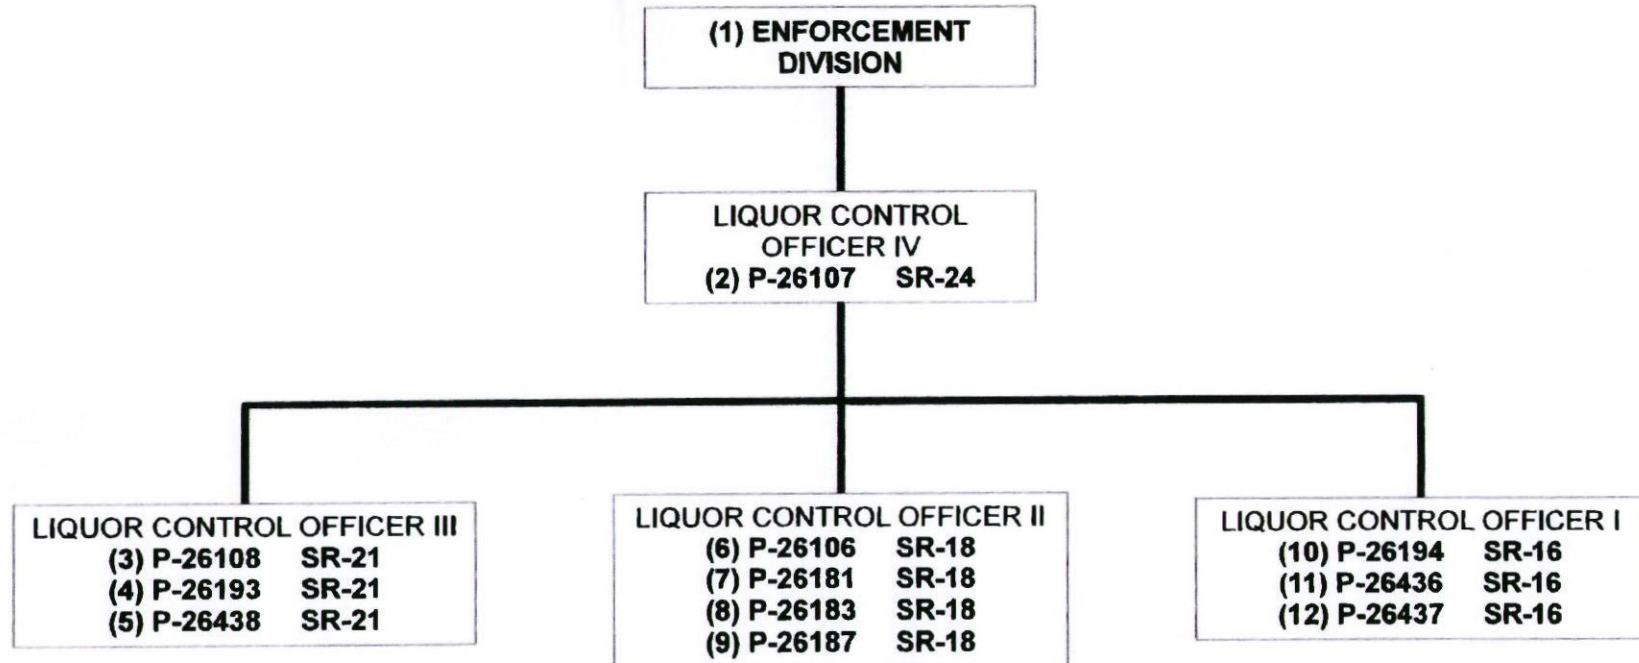 (1) ENFORCEMENT
DIVISION
LIQUOR CONTROL
OFFICER IV
(2) P-26107 SR-24
LIQUOR CONTROL OFFICER III
(3) P-26108 SR-21
(4) P-26193 SR-21
(5) P-26438 SR-21
LIQUOR CONTROL OFFICER II
(6) P-26106 SR-18
(7) P-26181 SR-18
(8) P-26183 SR-18
(9) P-26187 SR-18
LIQUOR CONTROL OFFICER I
(10) P-26194 SR-16
(11) P-26436 SR-16
(12) P-26437 SR-16